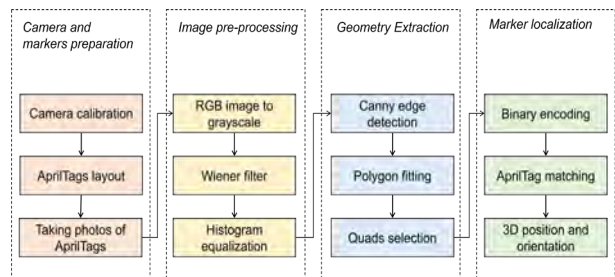 Camera and
markers preparation
Camera calibration
AprilTags layout
Taking photos of
AprilTags
Image pre-processing
RGB image to
grayscale
Wiener filter
Histogram
equalization
Geometry Extraction
Canny edge
detection
Polygon fitting
Quads selection
Marker localization
Binary encoding
AprilTag matching
3D position and
orientation